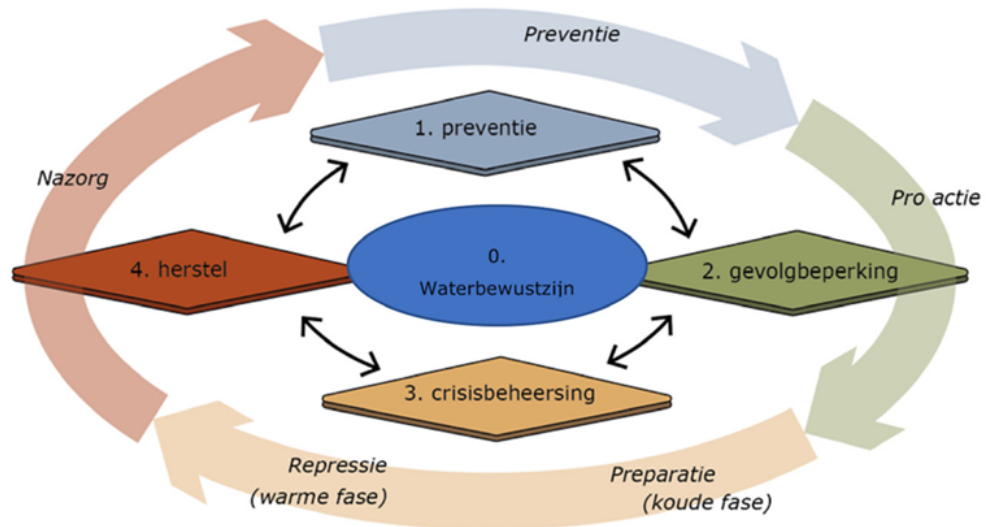 Preventie
1. preventie
Nazorg
Pro actie
0.
4. herstel
2. gevolgbeperking
Waterbewustzijn
3. crisisbeheersing
Repressie
(warme fase)
Preparatie
(koude fase)